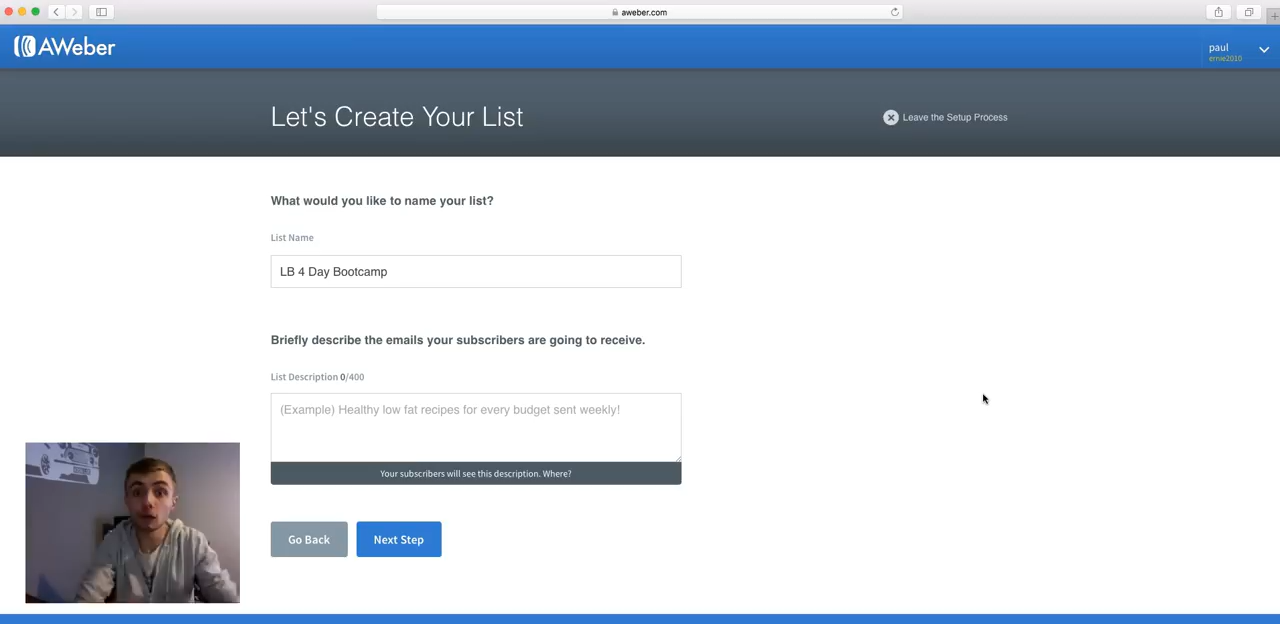 aweber.com
AWeber
paul
ernie2010
Let's Create Your List
Leave the Setup Process
What would you like to name your list?
List Name
LB 4 Day Bootcamp
Briefly describe the emails your subscribers are going to receive.
List Description 0/400
(Example) Healthy low fat recipes for every budget sent weekly!
Your subscribers will see this description. Where?
Go Back
Next Step